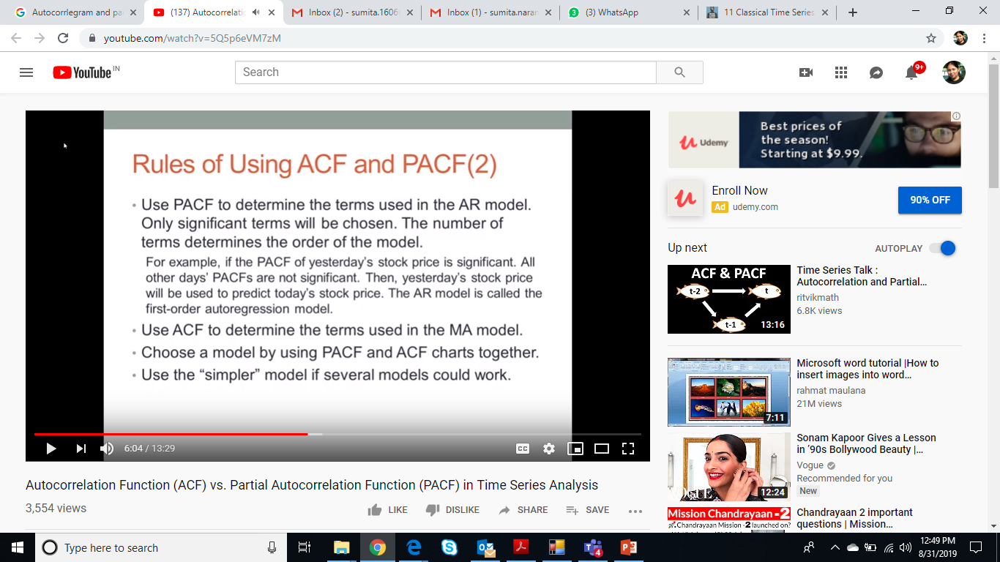 Autocorrlegram and pa
(137) Autocorrelatio
Inbox (2) - sumita.1606
Inbox (1) - sumita.naran
3
(3) WhatsApp
11 Classical Time Series
youtube.com/watch?v=5Q5p6eVM7zM
YouTube IN
Search
9+
Rules of Using ACF and PACF(2)
• Use PACF to determine the terms used in the AR model.
Only significant terms will be chosen. The number of
terms determines the order of the model.
For example, if the PACF of yesterday's stock price is significant. All
other days' PACFs are not significant. Then, yesterday's stock price
will be used to predict today's stock price. The AR model is called the
first-order autoregression model.
• Use ACF to determine the terms used in the MA model.
• Choose a model by using PACF and ACF charts together.
• Use the “simpler” model if several models could work.
6:04 / 13:29
CC
Autocorrelation Function (ACF) vs. Partial Autocorrelation Function (PACF) in Time Series Analysis
3,554 views
LIKE
DISLIKE
SHARE
SAVE
Udemy
Best prices of
the season!
Starting at $9.99.
Enroll Now
Ad udemy.com
90% OFF
Up next
AUTOPLAY
ACF & PACF
t-2
t
t-1
13:16
Time Series Talk :
Autocorrelation and Partial...
ritvikmath
6.8K views
7:11
Microsoft word tutorial |How to
insert images into word...
rahmat maulana
21M views
VOGUE
12:24
Sonam Kapoor Gives a Lesson
in ’90s Bollywood Beauty |...
Vogue
Recommended for you
New
Mission Chandrayaan -2
Chandrayaan Mission -2 launched on?
Chandrayaan 2 important
questions | Mission...
Type here to search
4
12:49 PM
8/31/2019